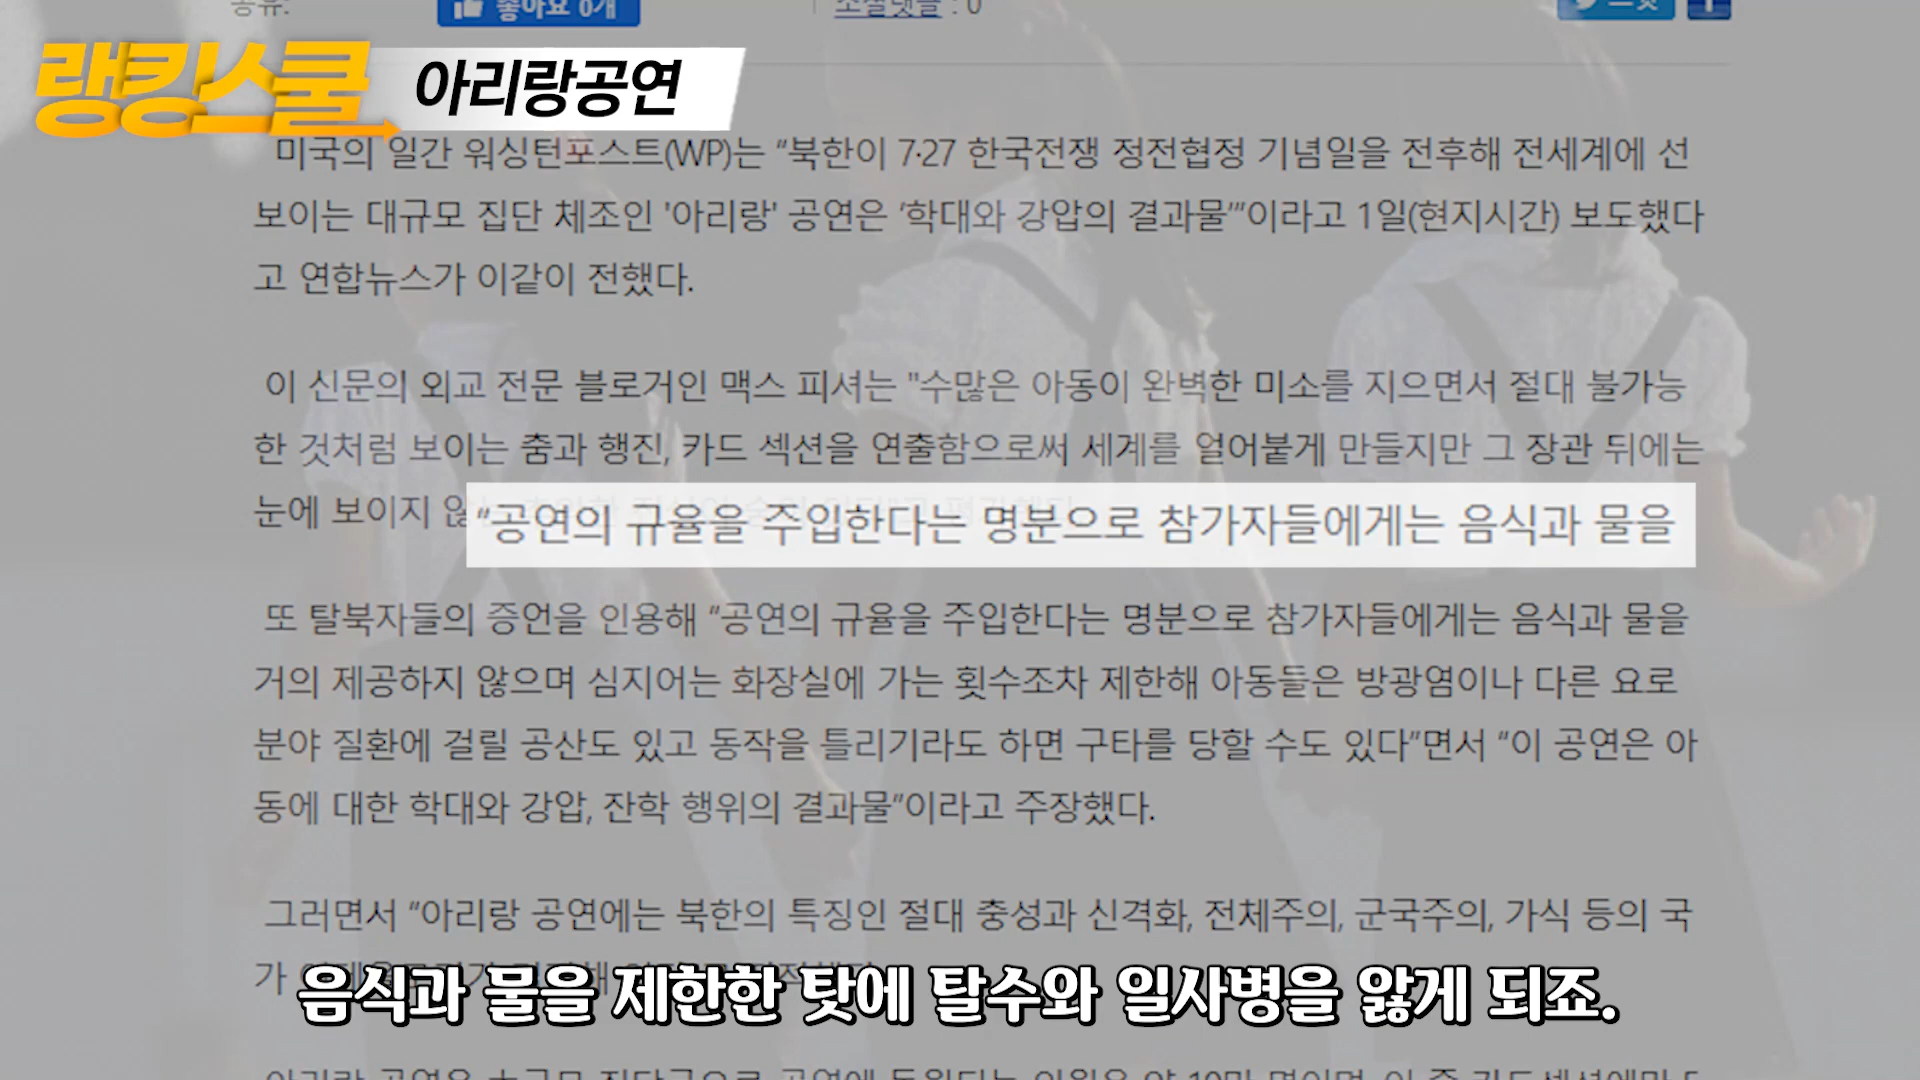 공유:
좋아요 0개
소셜댓글 : 0
트윗
랭킹스쿨
아리랑공연
미국의 일간 워싱턴포스트(WP)는 “북한이 7·27 한국전쟁 정전협정 기념일을 전후해 전세계에 선
보이는 대규모 집단 체조인 '아리랑' 공연은 ‘학대와 강압의 결과물’”이라고 1일(현지시간) 보도했다
고 연합뉴스가 이같이 전했다.
이 신문의 외교 전문 블로거인 맥스 피셔는 "수많은 아동이 완벽한 미소를 지으면서 절대 불가능
한 것처럼 보이는 춤과 행진, 카드 섹션을 연출함으로써 세계를 얼어붙게 만들지만 그 장관 뒤에는
눈에 보이지 않는
“공연의 규율을 주입한다는 명분으로 참가자들에게는 음식과 물을
또 탈북자들의 증언을 인용해 “공연의 규율을 주입한다는 명분으로 참가자들에게는 음식과 물을
거의 제공하지 않으며 심지어는 화장실에 가는 횟수조차 제한해 아동들은 방광염이나 다른 요로
분야 질환에 걸릴 공산도 있고 동작을 틀리기라도 하면 구타를 당할 수도 있다”면서 “이 공연은 아
동에 대한 학대와 강압, 잔학 행위의 결과물”이라고 주장했다.
그러면서 “아리랑 공연에는 북한의 특징인 절대 충성과 신격화, 전체주의, 군국주의, 가식 등의 국
가
음식과 물을 제한한 탓에 탈수와 일사병을 앓게 되죠.